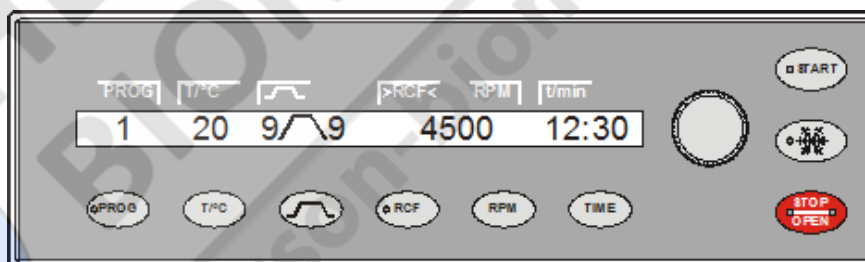 PROG T/°C >RCF< RPM t/min
1 20 9 9 4500 12:30
PROG T/°C RCF RPM TIME
START
STOP
OPEN